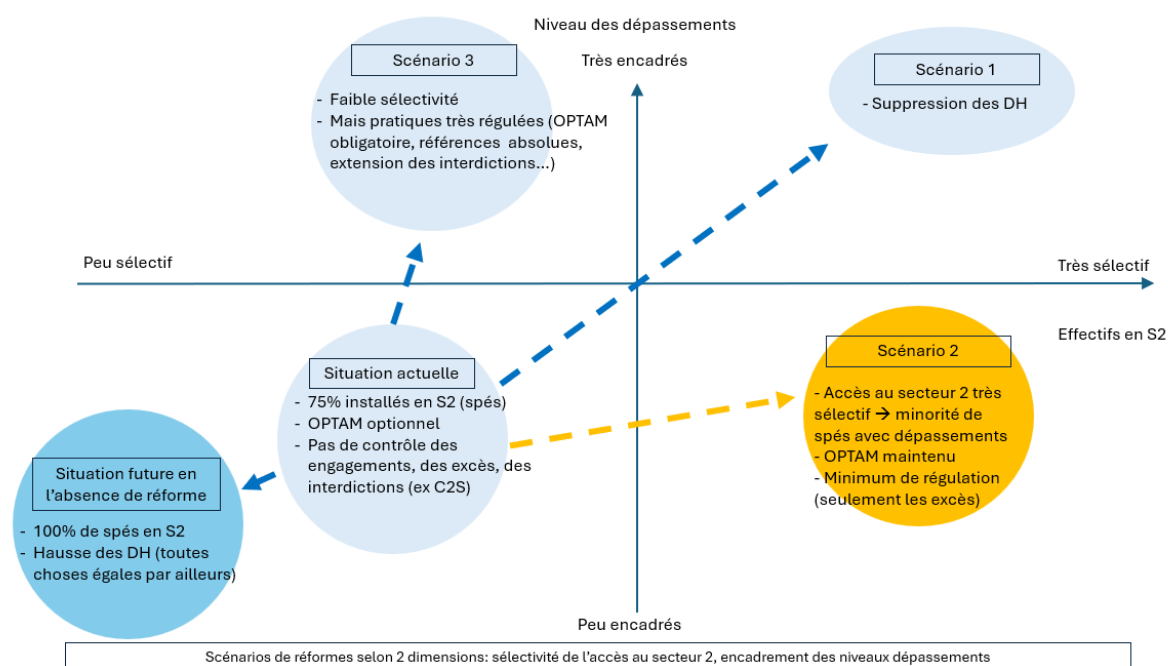 Niveau des dépassements
Très encadrés
Scénario 3
- Faible sélectivité
- Mais pratiques très régulées (OPTAM
obligatoire, références absolues,
extension des interdictions...)
Scénario 1
- Suppression des DH
Peu sélectif
Très sélectif
Effectifs en S2
Situation actuelle
- 75% installés en S2 (spés)
- OPTAM optionnel
- Pas de contrôle des
engagements, des excès, des
interdictions (ex C2S)
Scénario 2
- Accès au secteur 2 très
sélectif → minorité de
spés avec dépassements
- OPTAM maintenu
- Minimum de régulation
(seulement les excès)
Situation future en
l'absence de réforme
- 100% de spés en S2
- Hausse des DH (toutes
choses égales par ailleurs)
Peu encadrés
Scénarios de réformes selon 2 dimensions: sélectivité de l'accès au secteur 2, encadrement des niveaux dépassements